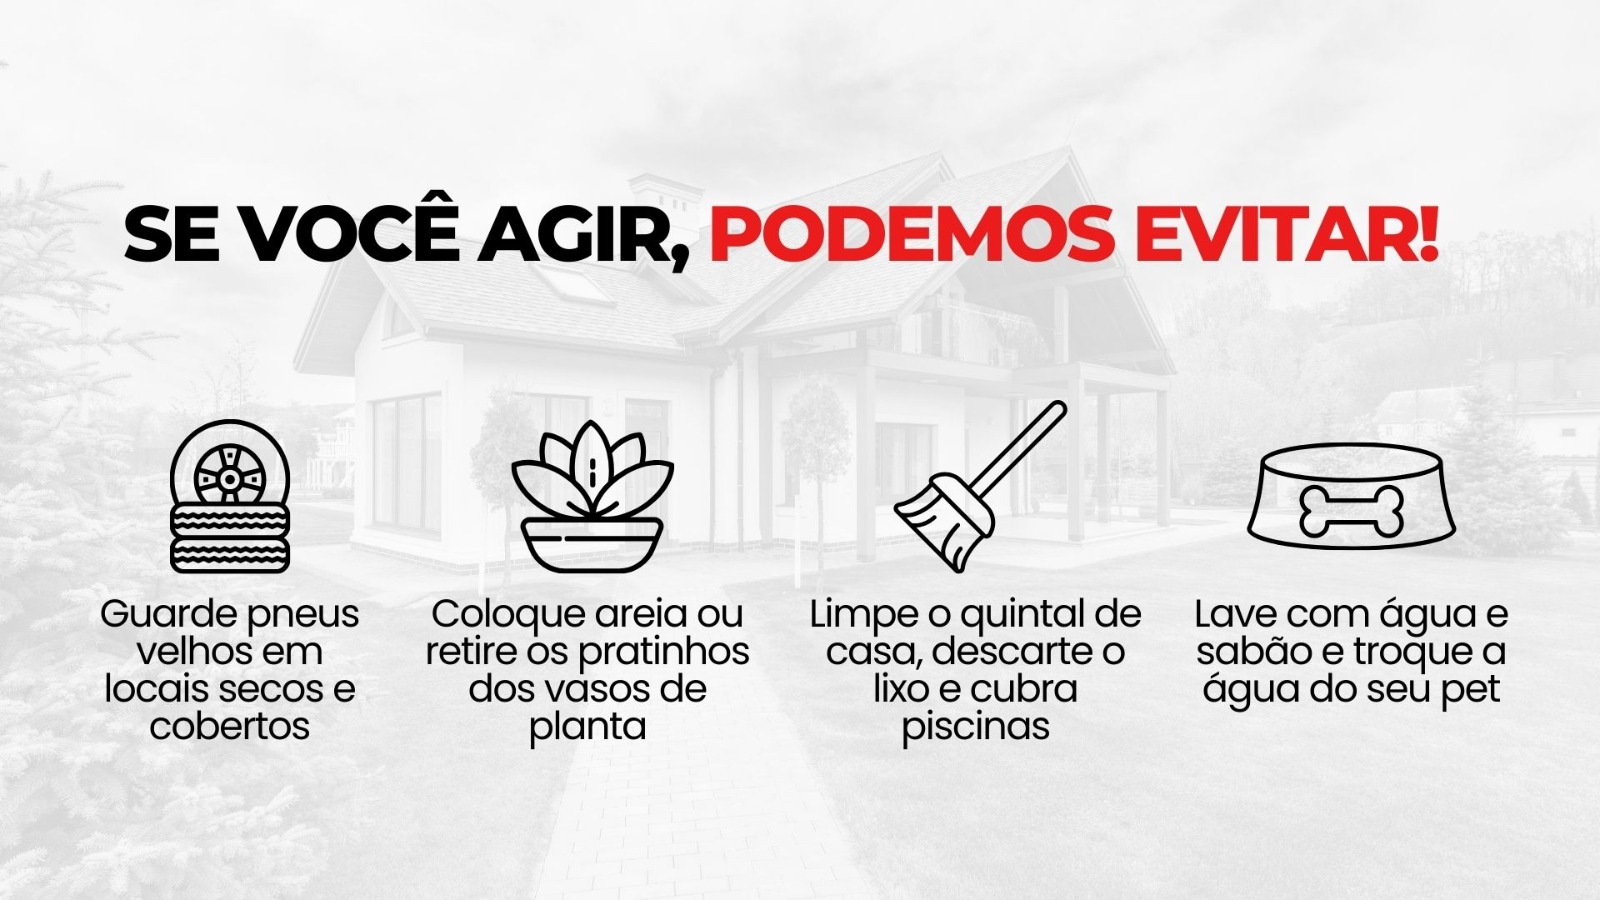 SE VOCÊ AGIR, PODEMOS EVITAR!
Guarde pneus
velhos em
locais secos e
cobertos
Coloque areia ou
retire os pratinhos
dos vasos de
planta
Limpe o quintal de
casa, descarte o
lixo e cubra
piscinas
Lave com água e
sabão e troque a
água do seu pet